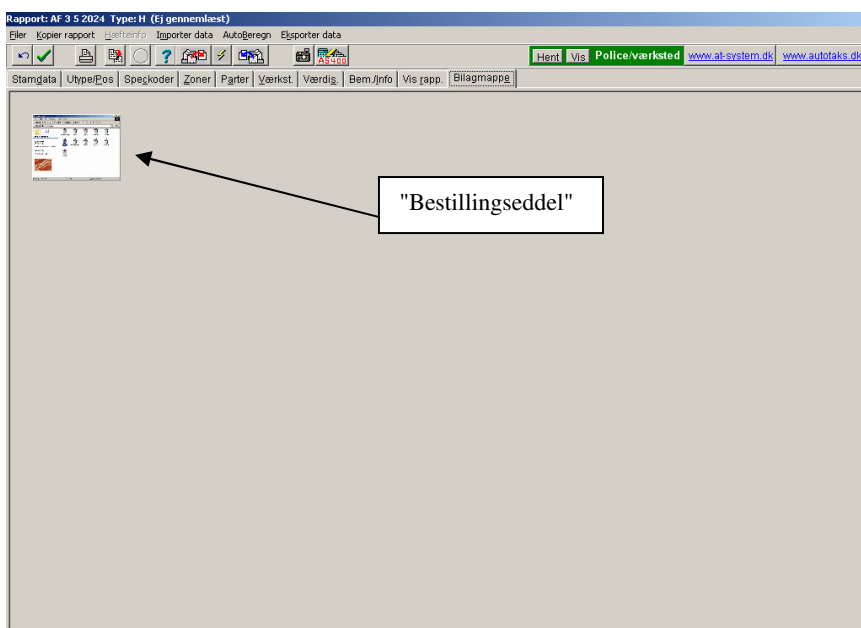 Rapport: AF 3 5 2024 Type: H (Ej gennemlæst)
Filer Kopier rapport Hæfteinfo Importer data AutoBeregn Eksporter data
AS400 Hent Vis Police/værksted www.at-system.dk www.autotaks.dk
Stamdata Utype/Pos Speckoder Zoner Parter Værkst. Værdis. Bem./Info Vis rapp. Bilagmappe
"Bestillingseddel"